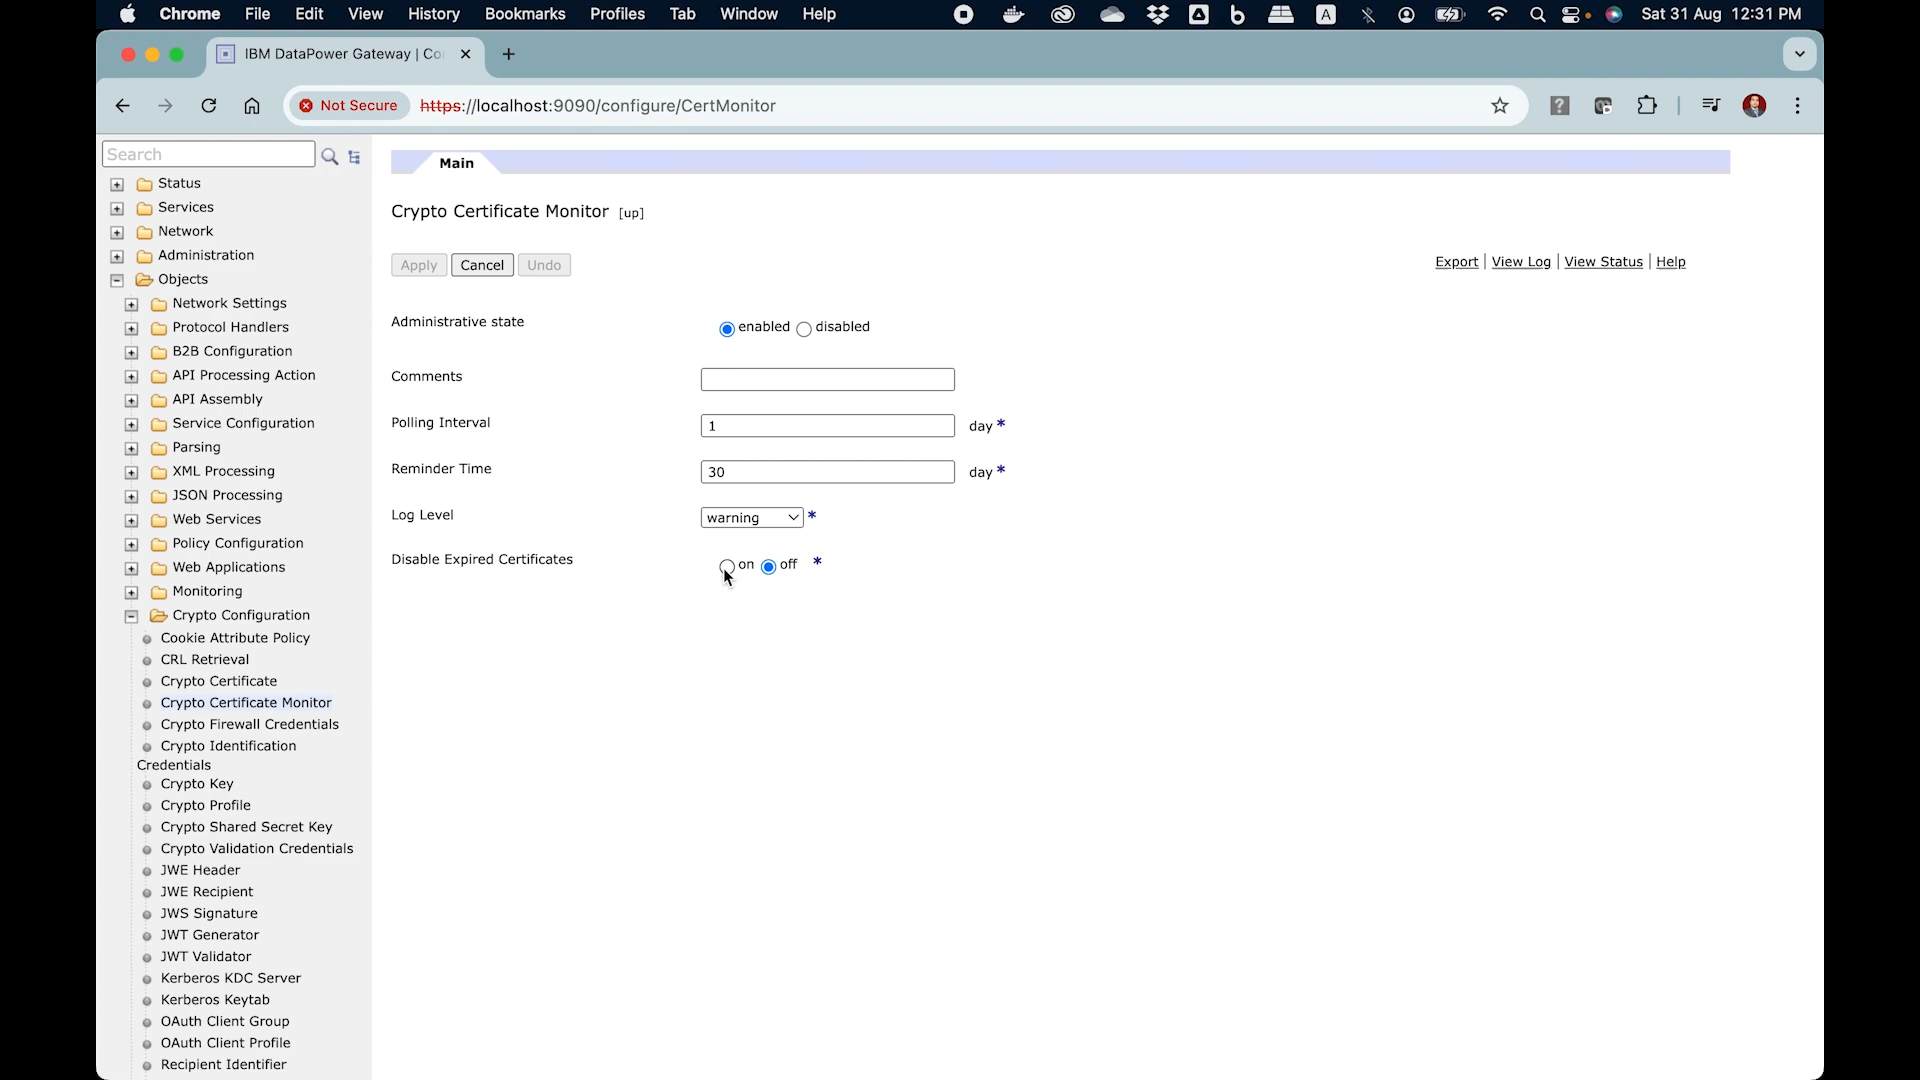 Chrome File Edit View History Bookmarks Profiles Tab Window Help A Sat 31 Aug 12:31 PM
IBM DataPower Gateway | Co
Not Secure https://localhost:9090/configure/CertMonitor
Search
Status
Services
Network
Administration
Objects
Network Settings
Protocol Handlers
B2B Configuration
API Processing Action
API Assembly
Service Configuration
Parsing
XML Processing
JSON Processing
Web Services
Policy Configuration
Web Applications
Monitoring
Crypto Configuration
Cookie Attribute Policy
CRL Retrieval
Crypto Certificate
Crypto Certificate Monitor
Crypto Firewall Credentials
Crypto Identification
Credentials
Crypto Key
Crypto Profile
Crypto Shared Secret Key
Crypto Validation Credentials
JWE Header
JWE Recipient
JWS Signature
JWT Generator
JWT Validator
Kerberos KDC Server
Kerberos Keytab
OAuth Client Group
OAuth Client Profile
Recipient Identifier
Main
Crypto Certificate Monitor [up]
Apply Cancel Undo
Export | View Log | View Status | Help
Administrative state enabled disabled
Comments
Polling Interval 1 day *
Reminder Time 30 day *
Log Level warning *
Disable Expired Certificates on off *